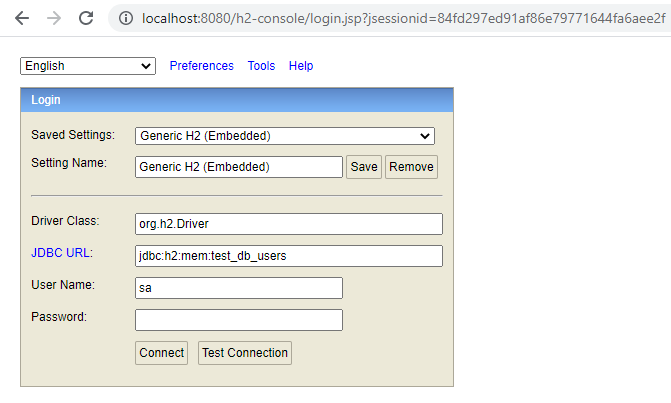 localhost:8080/h2-console/login.jsp?jsessionid=84fd297ed91af86e79771644fa6aee2f
English Preferences Tools Help
Login
Saved Settings: Generic H2 (Embedded)
Setting Name: Generic H2 (Embedded) Save Remove
Driver Class: org.h2.Driver
JDBC URL: jdbc:h2:mem:test_db_users
User Name: sa
Password:
Connect Test Connection